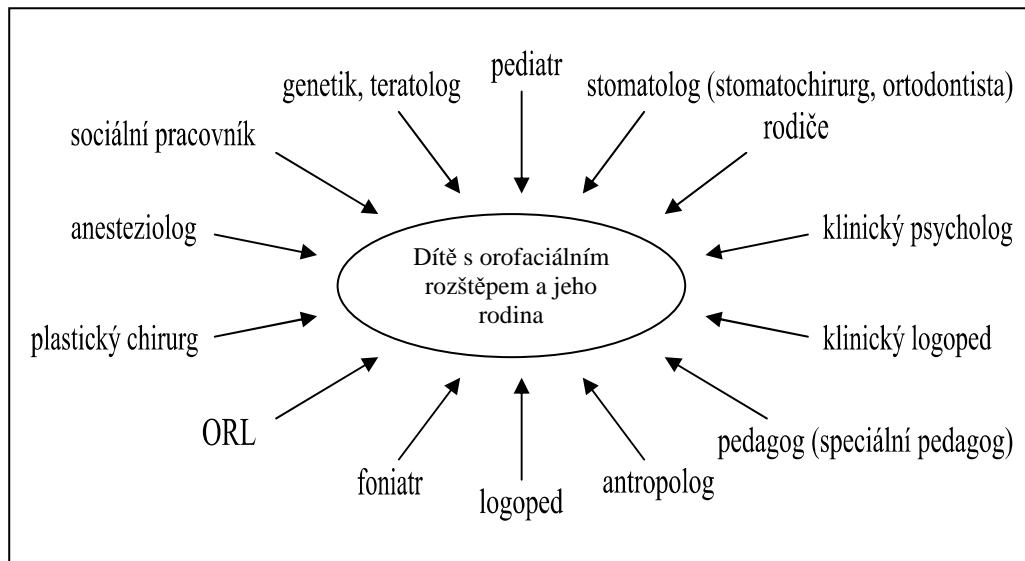 pediatr
genetik, teratolog
stomatolog (stomatochirurg, ortodontista)
rodiče
sociální pracovník
anesteziolog
klinický psycholog
Dítě s orofaciálním
rozštěpem a jeho
rodina
plastický chirurg
klinický logoped
ORL
pedagog (speciální pedagog)
foniatr
logoped
antropolog